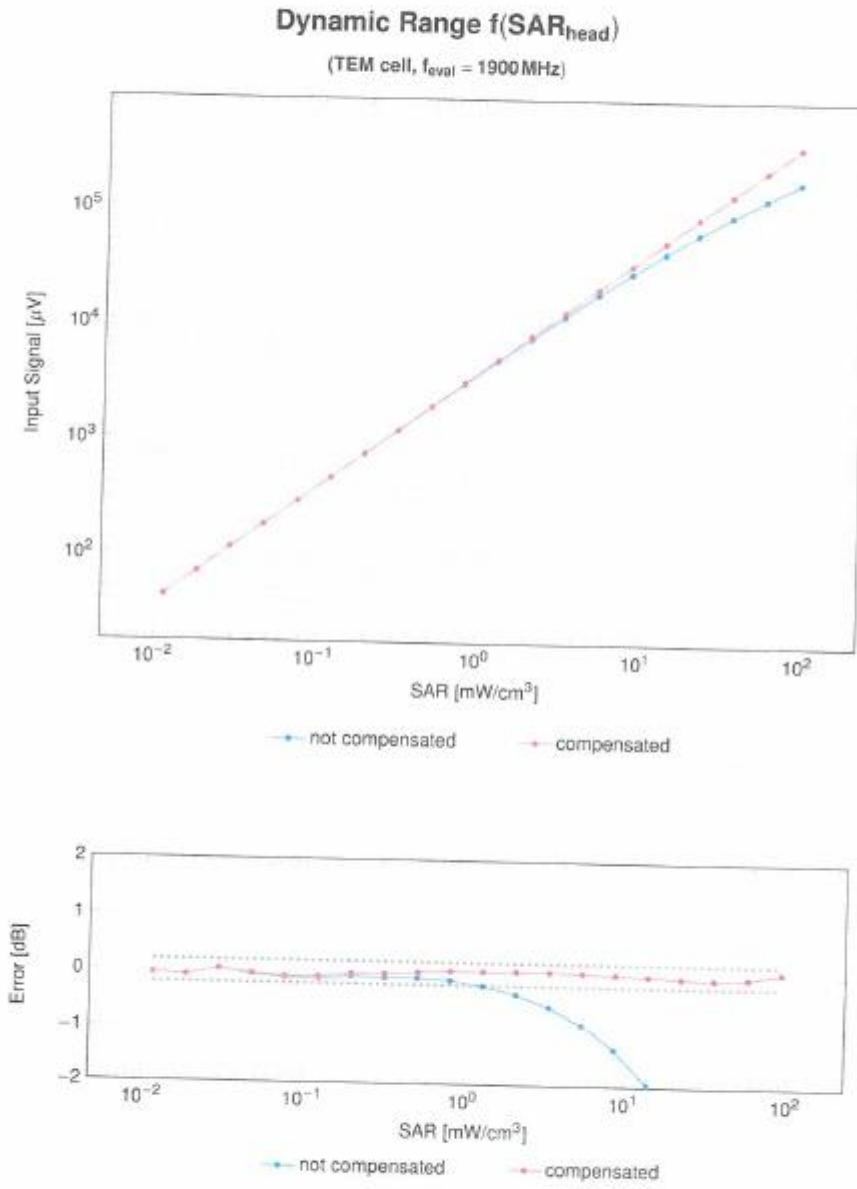 Dynamic Range f(SAR_head)
(TEM cell, f_eval = 1900 MHz)
Input Signal [µV]
10^5
10^4
10^3
10^2
10^-2 10^-1 10^0 10^1 10^2
SAR [mW/cm^3]
not compensated compensated
Error [dB]
2
1
0
-1
-2
10^-2 10^-1 10^0 10^1 10^2
SAR [mW/cm^3]
not compensated compensated